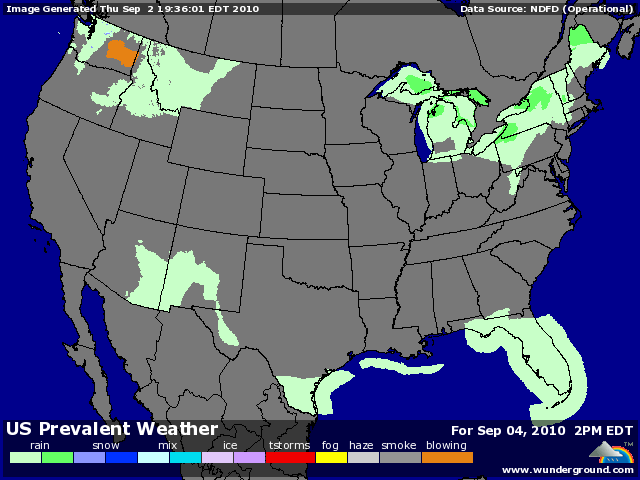 Image Generated Thu Sep 2 19:36:01 EDT 2010 Data Source: NDFD (Operational)
US Prevalent Weather For Sep 04, 2010 2PM EDT
rain snow mix ice tstorms fog haze smoke blowing
www.wunderground.com